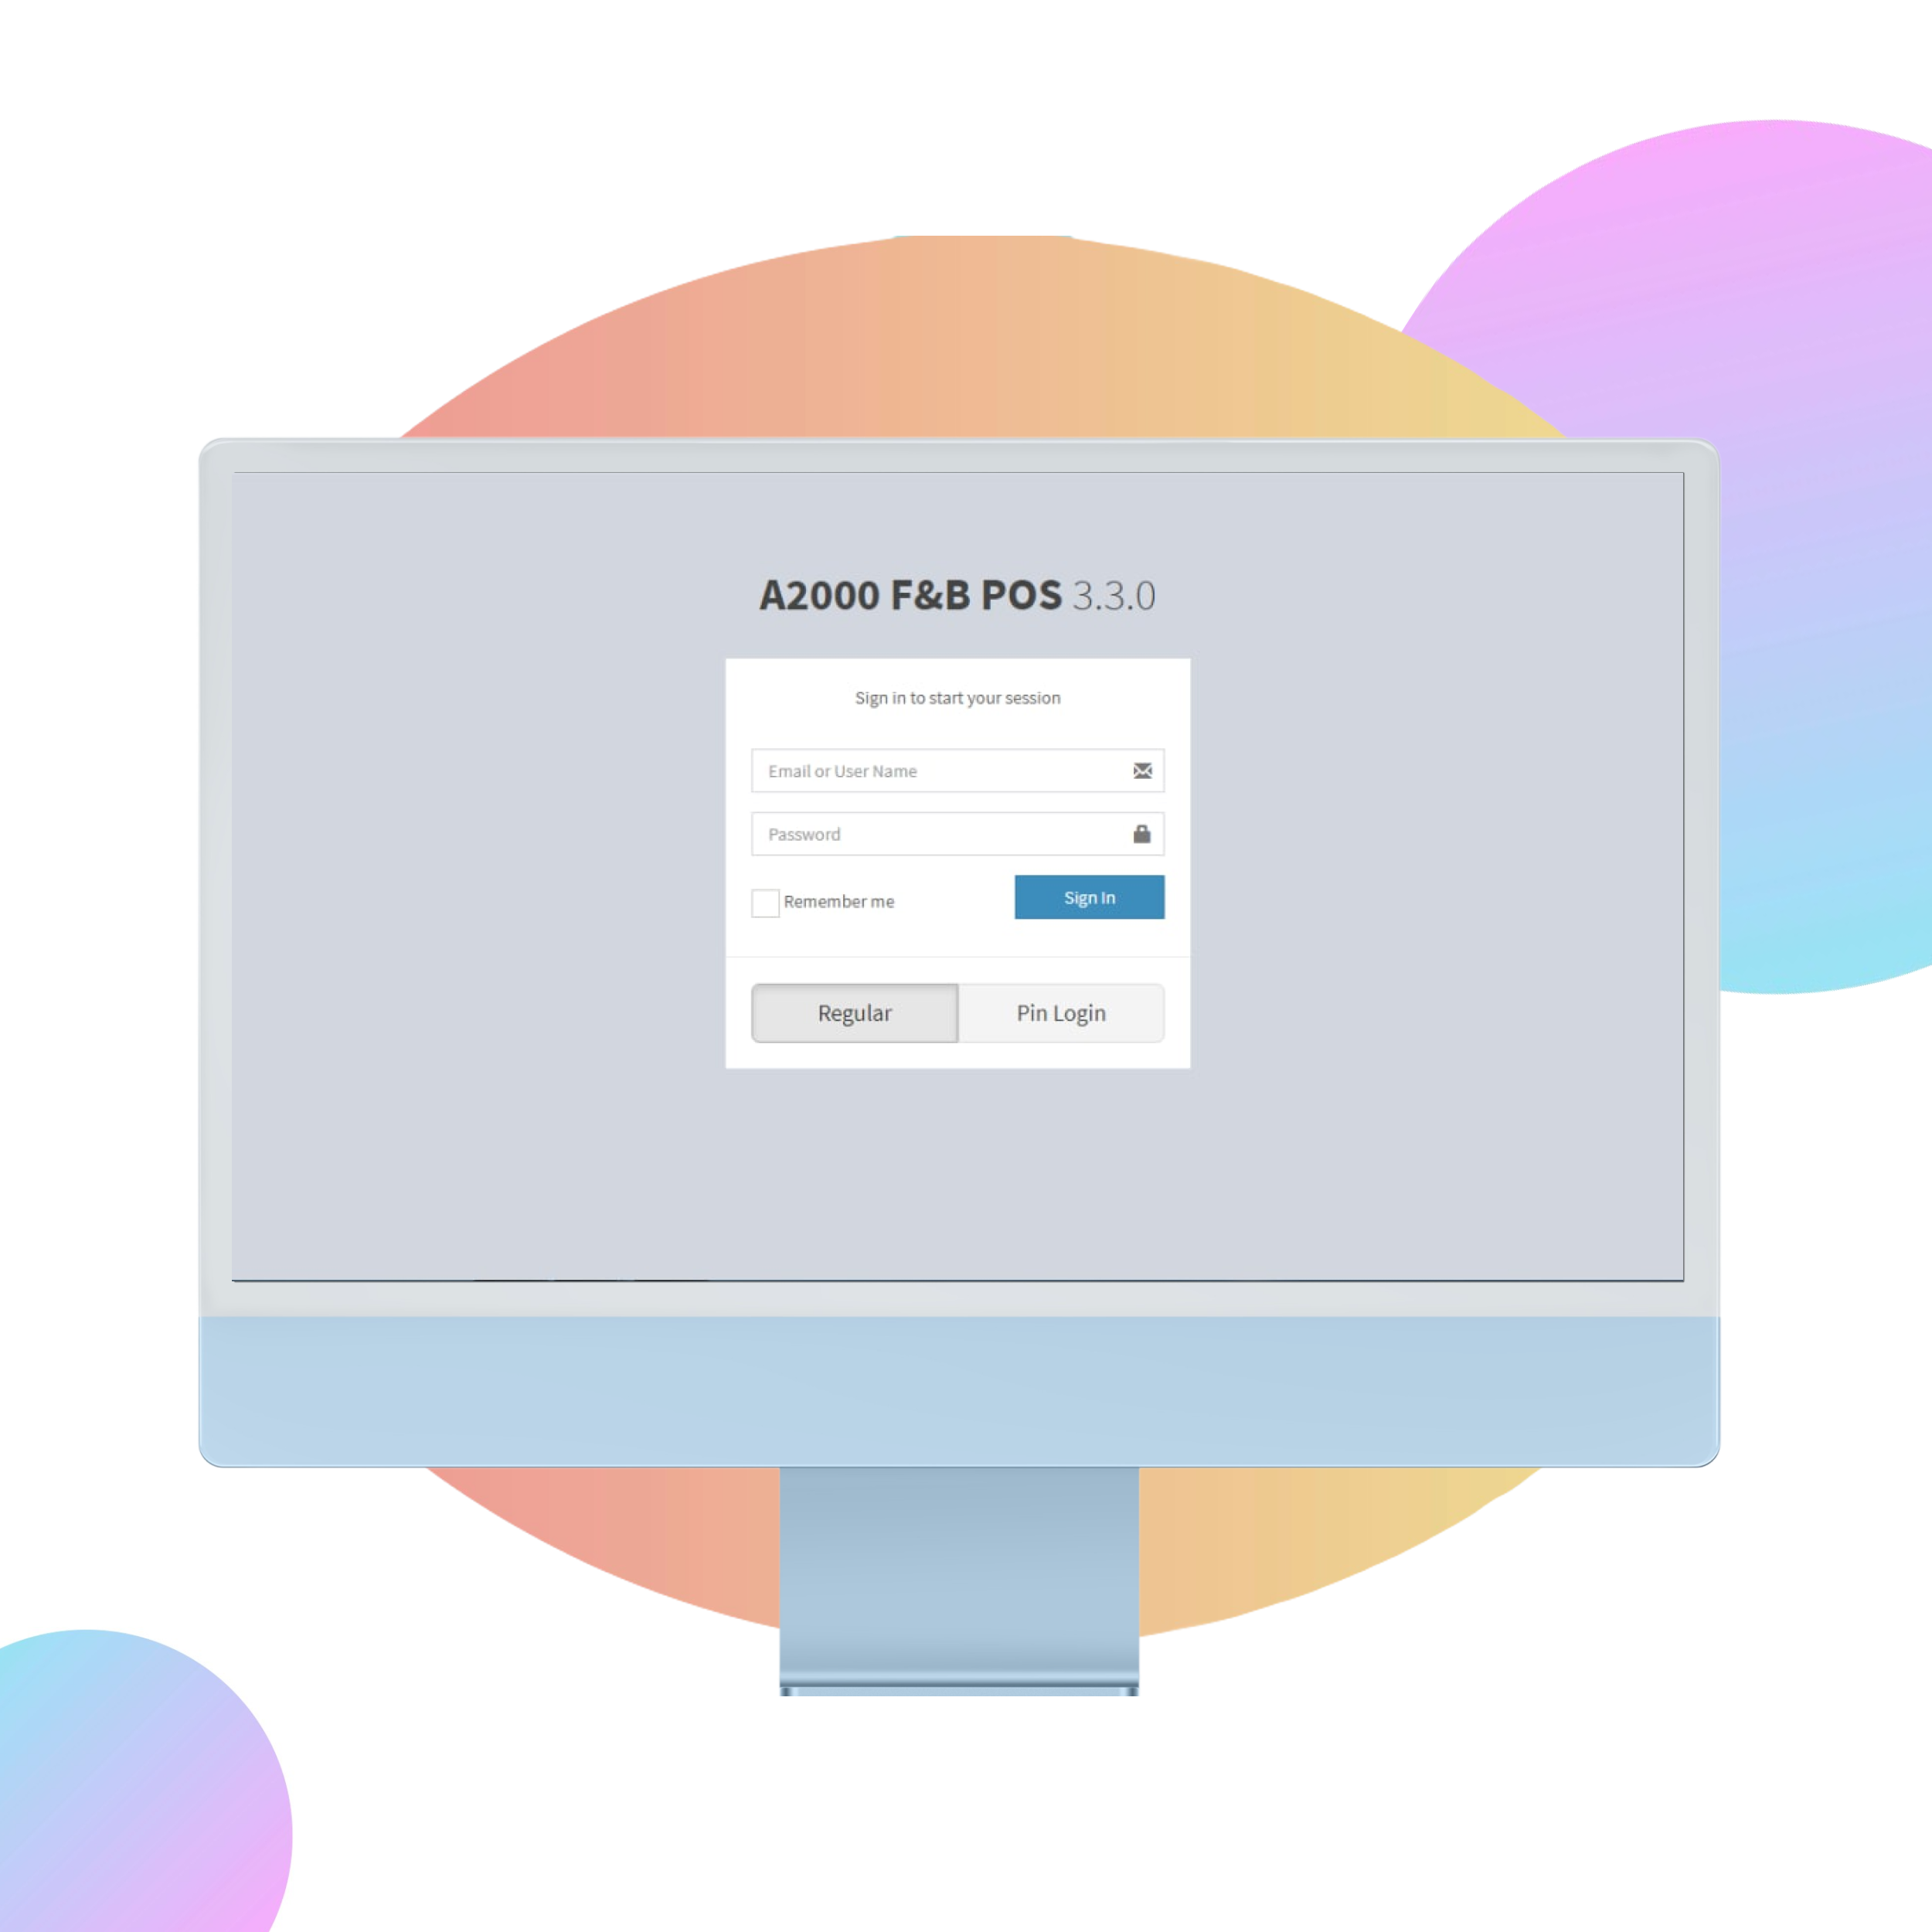 A2000 F&B POS 3.3.0
Sign in to start your session
Email or User Name
Password
Remember me
Sign In
Regular
Pin Login